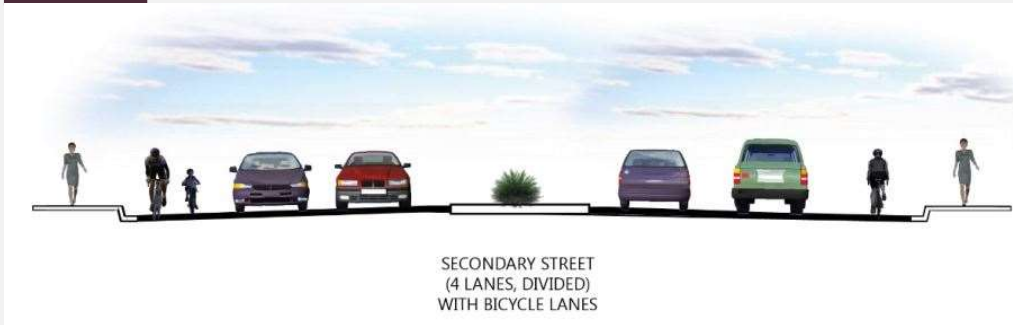 SECONDARY STREET
(4 LANES, DIVIDED)
WITH BICYCLE LANES